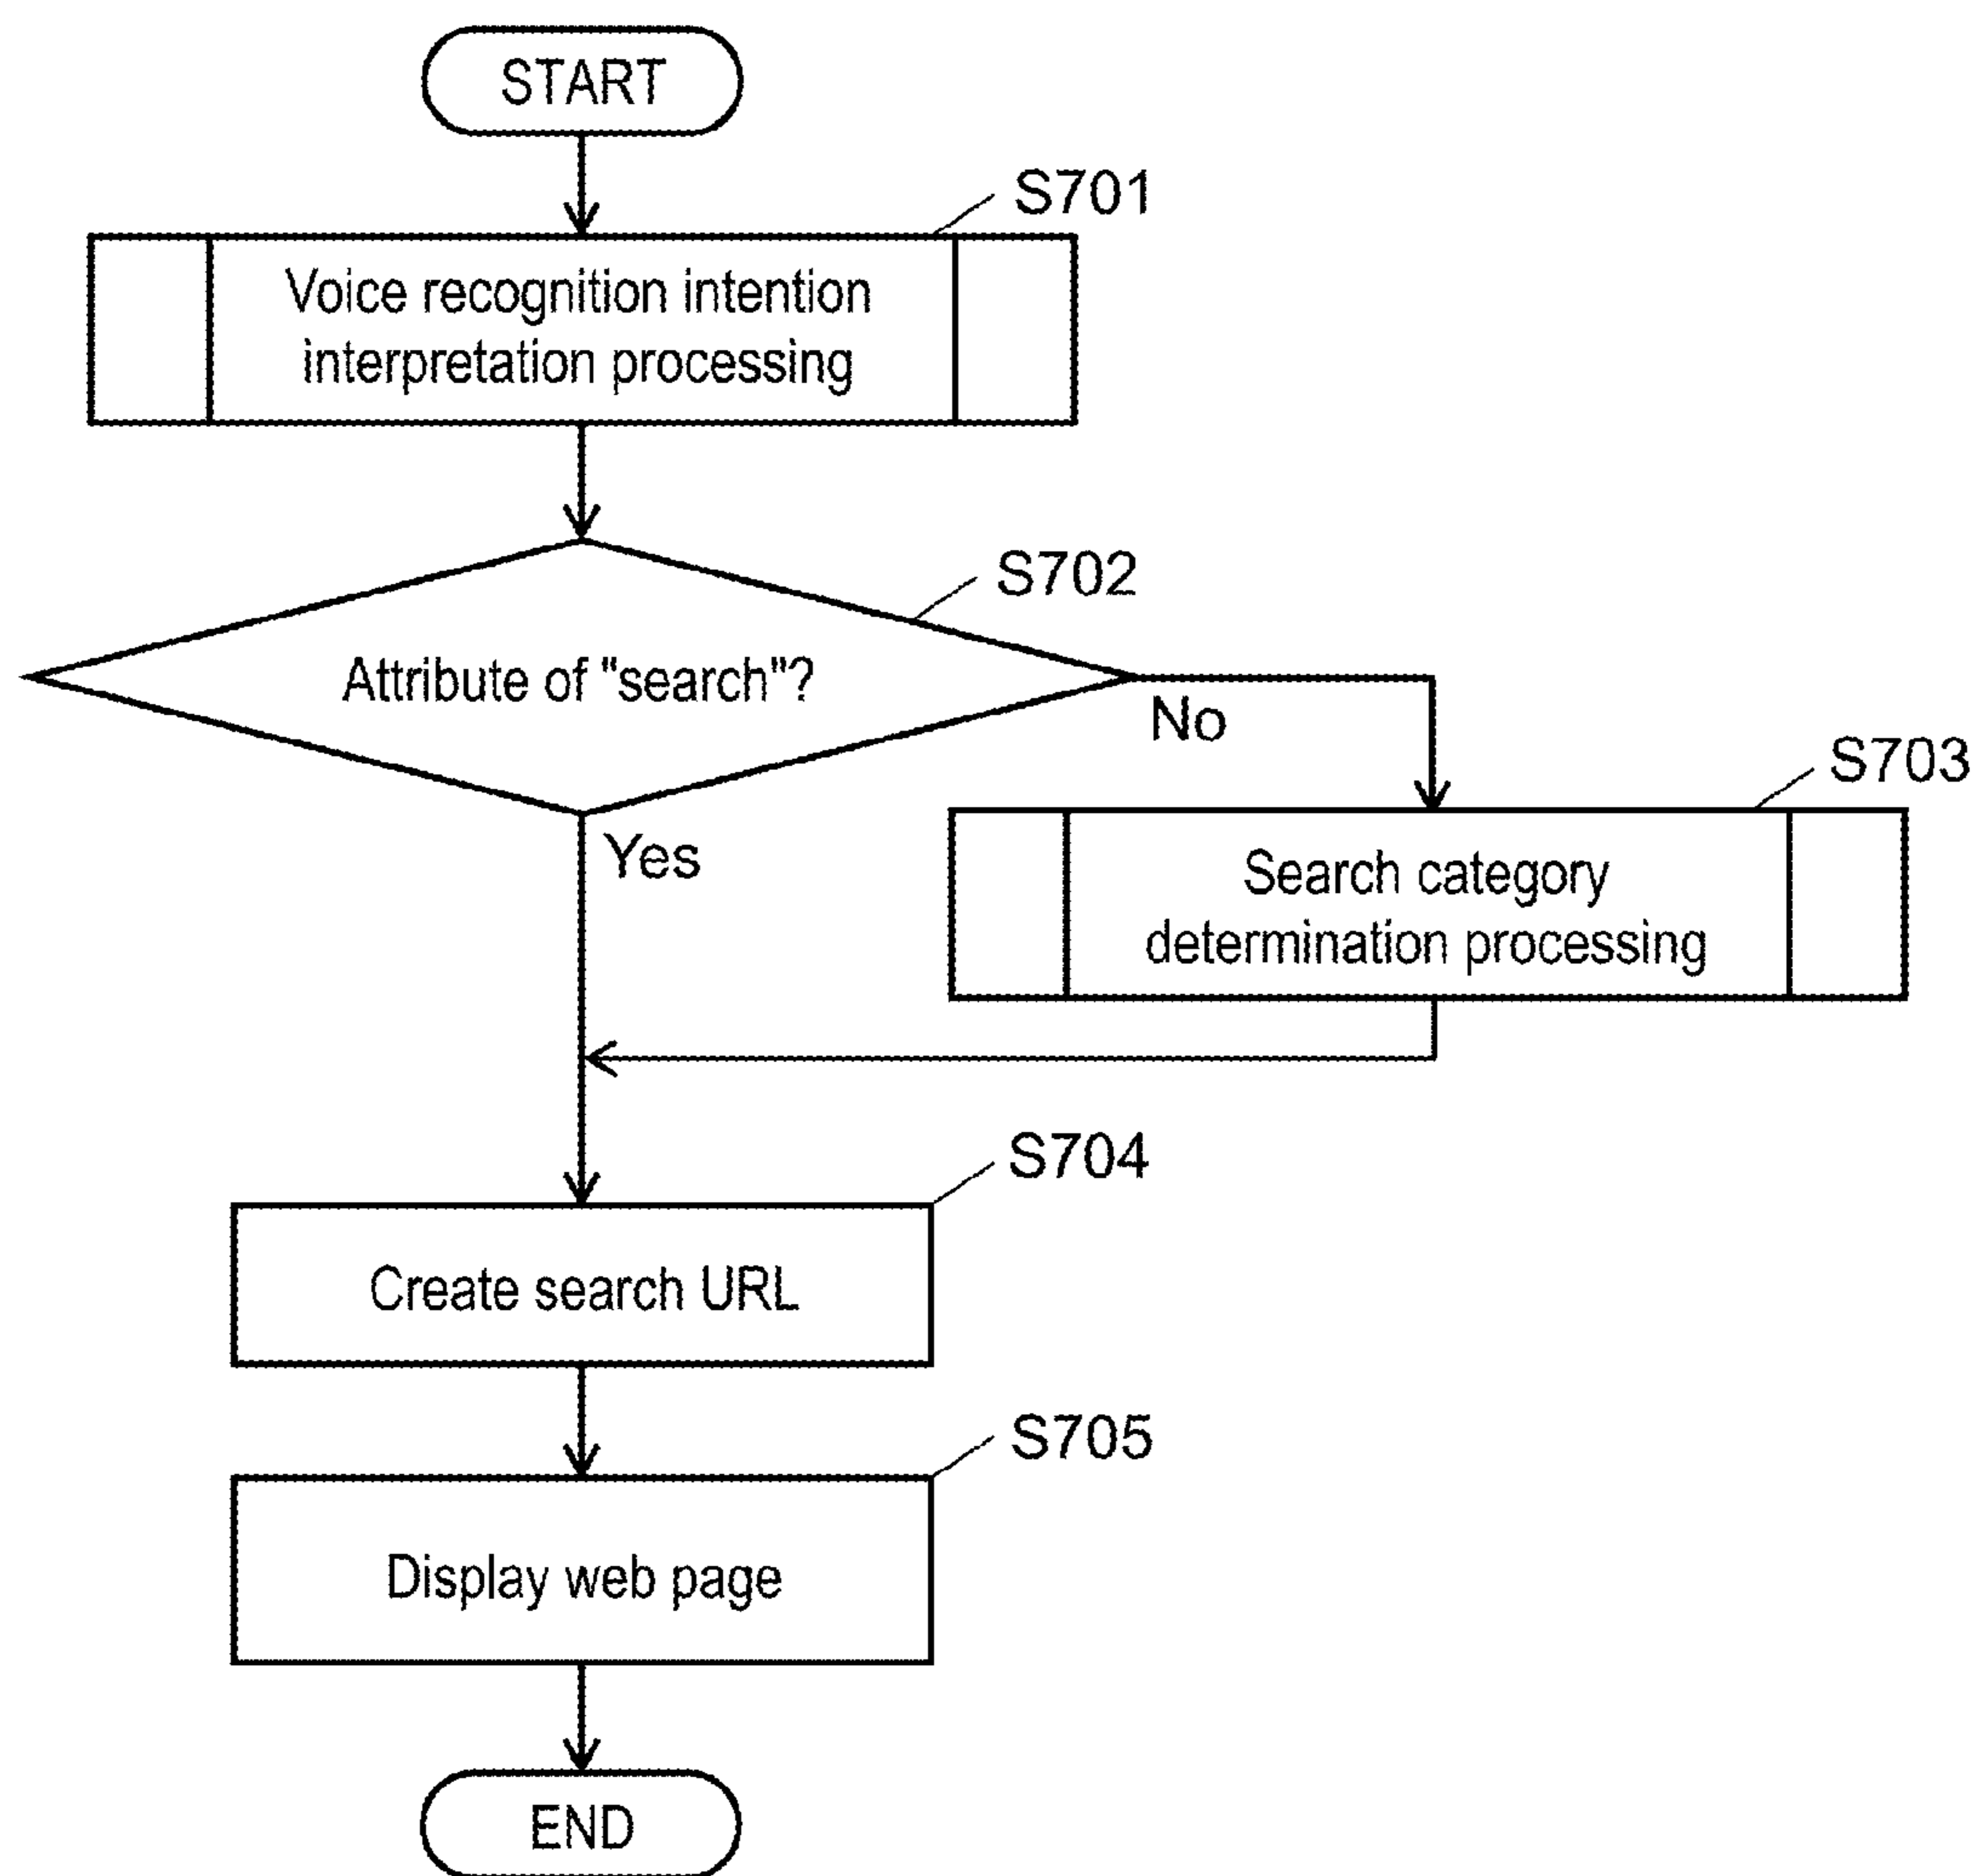 START
S701
Voice recognition intention
interpretation processing
S702
Attribute of "search"?
No
S703
Yes
Search category
determination processing
S704
Create search URL
S705
Display web page
END